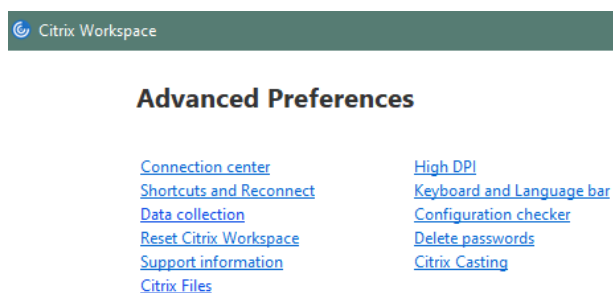 Citrix Workspace
Advanced Preferences
Connection center
Shortcuts and Reconnect
Data collection
Reset Citrix Workspace
Support information
Citrix Files
High DPI
Keyboard and Language bar
Configuration checker
Delete passwords
Citrix Casting